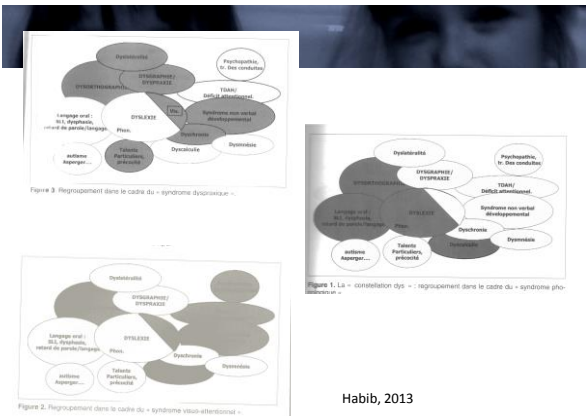 Dyslatéralité
DYSGRAPHIE/
DYSPRAXIE
Psychopathie,
tr. Des conduites
DYSORTHOGRAPHIE
TDAH/
Déficit attentionnel
Langage oral :
SLI, dysphasie,
retard de parole/langage
DYSLEXIE
Phon.
Vis.
Syndrome non verbal
développemental
Dyschronie
autisme
Asperger...
Talents
Particuliers,
précocité
Dyscalculie
Dysmnésie
Figure 3. Regroupement dans le cadre du « syndrome dyspraxique ».
Dyslatéralité
Psychopathie,
tr. Des conduites
DYSGRAPHIE/
DYSPRAXIE
DYSORTHOGRAPHIE
TDAH/
Déficit attentionnel
Langage oral :
SLI, dysphasie,
retard de parole/langage
DYSLEXIE
Phon.
Syndrome non verbal
développemental
Dyschronie
Dysmnésie
autisme
Asperger....
Talents
Particuliers,
précocité
Dyscalculie
Figure 1. La « constellation dys » : regroupement dans le cadre du « syndrome pho-
nologique ».
Dyslatéralité
DYSGRAPHIE/
DYSPRAXIE
Langage oral :
SLI, dysphasie,
retard de parole/langage
DYSLEXIE
Phon.
Dyschronie
Dysmnésie
autisme
Asperger...
Talents
Particuliers,
précocité
Figure 2. Regroupement dans le cadre du « syndrome visuo-attentionnel ».
Habib, 2013